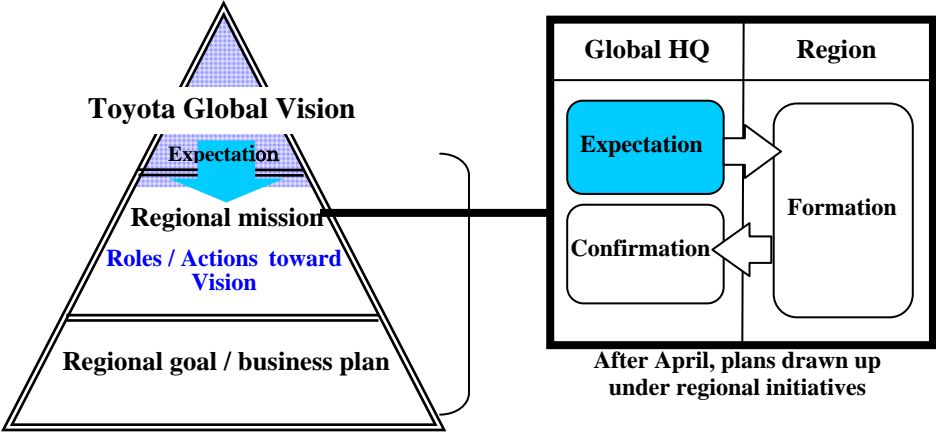 Toyota Global Vision
Expectation
Regional mission
Roles / Actions toward
Vision
Regional goal / business plan
Global HQ
Region
Expectation
Formation
Confirmation
After April, plans drawn up
under regional initiatives